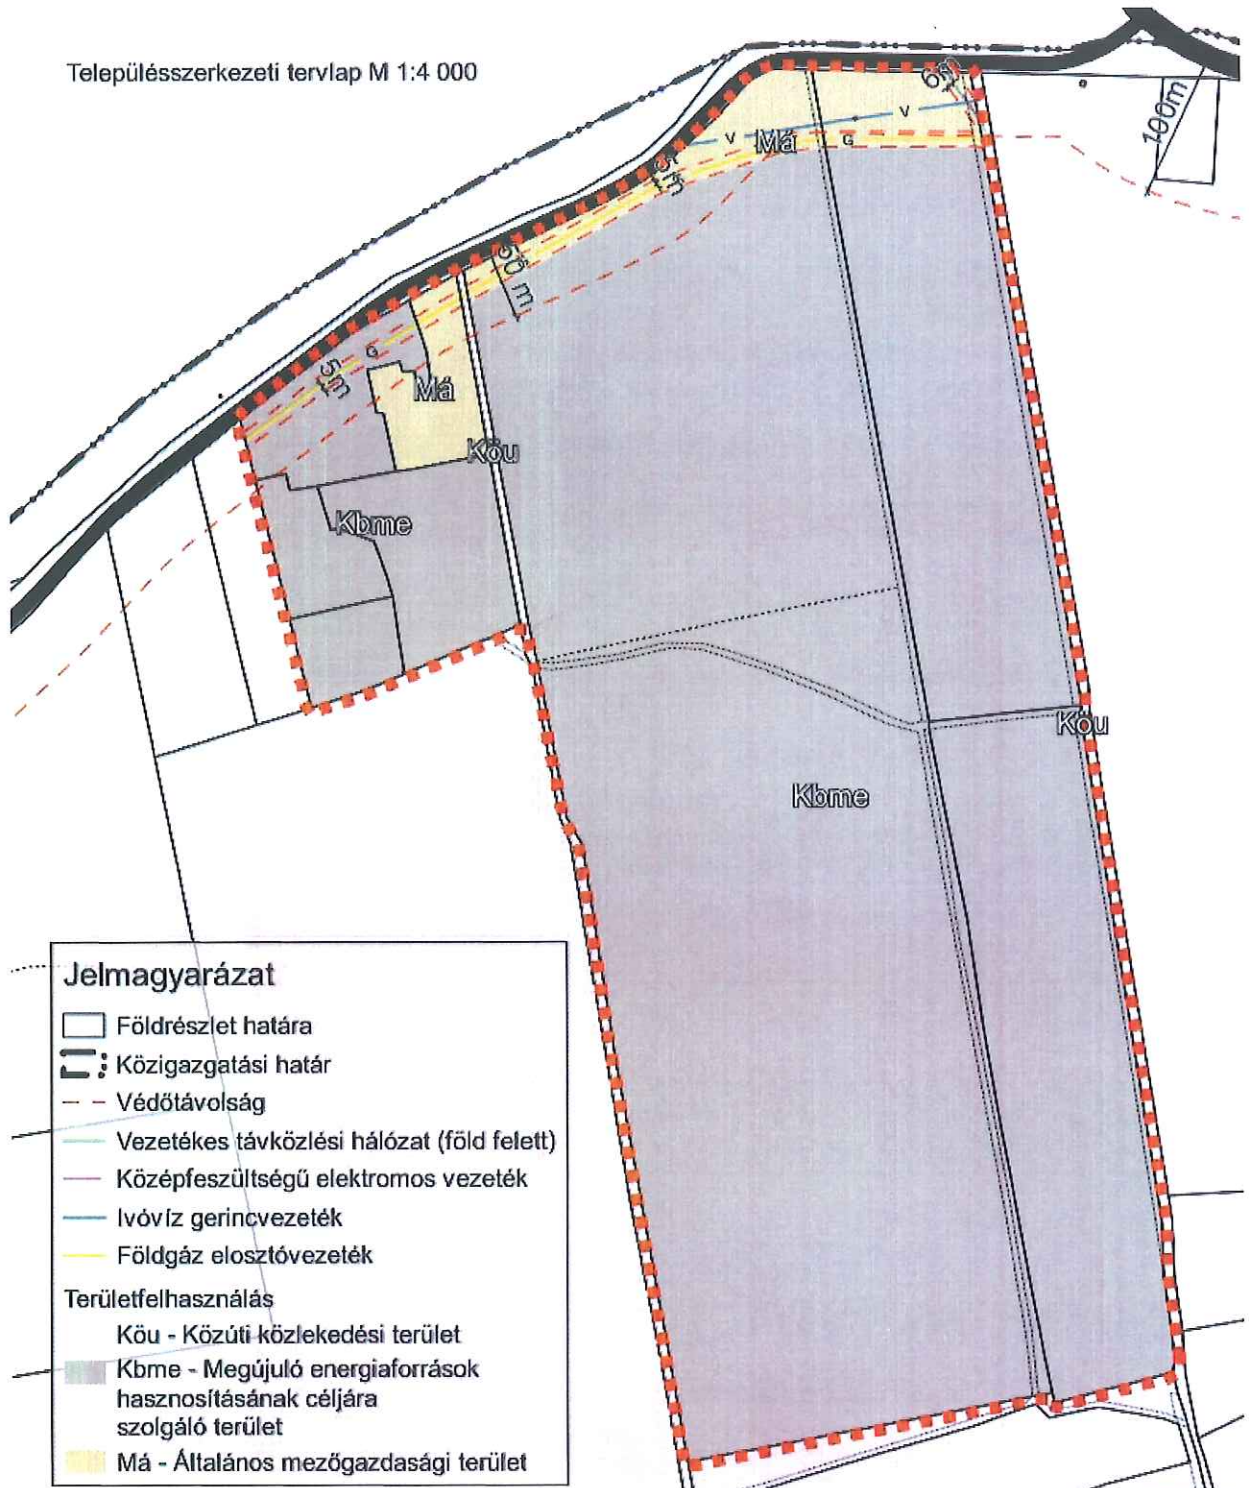 Településszerkezeti tervlap M 1:4 000
100m
V
V
Má
G
5m
50 m
G
5m
Má
Köu
Kbme
Köu
Kbme
Jelmagyarázat
Földrészlet határa
Közigazgatási határ
Védőtávolság
Vezetékes távközlési hálózat (föld felett)
Középfeszültségű elektromos vezeték
Ivóvíz gerincvezeték
Földgáz elosztóvezeték
Területfelhasználás
Köu - Közúti közlekedési terület
Kbme - Megújuló energiaforrások
hasznosításának céljára
szolgáló terület
Má - Általános mezőgazdasági terület